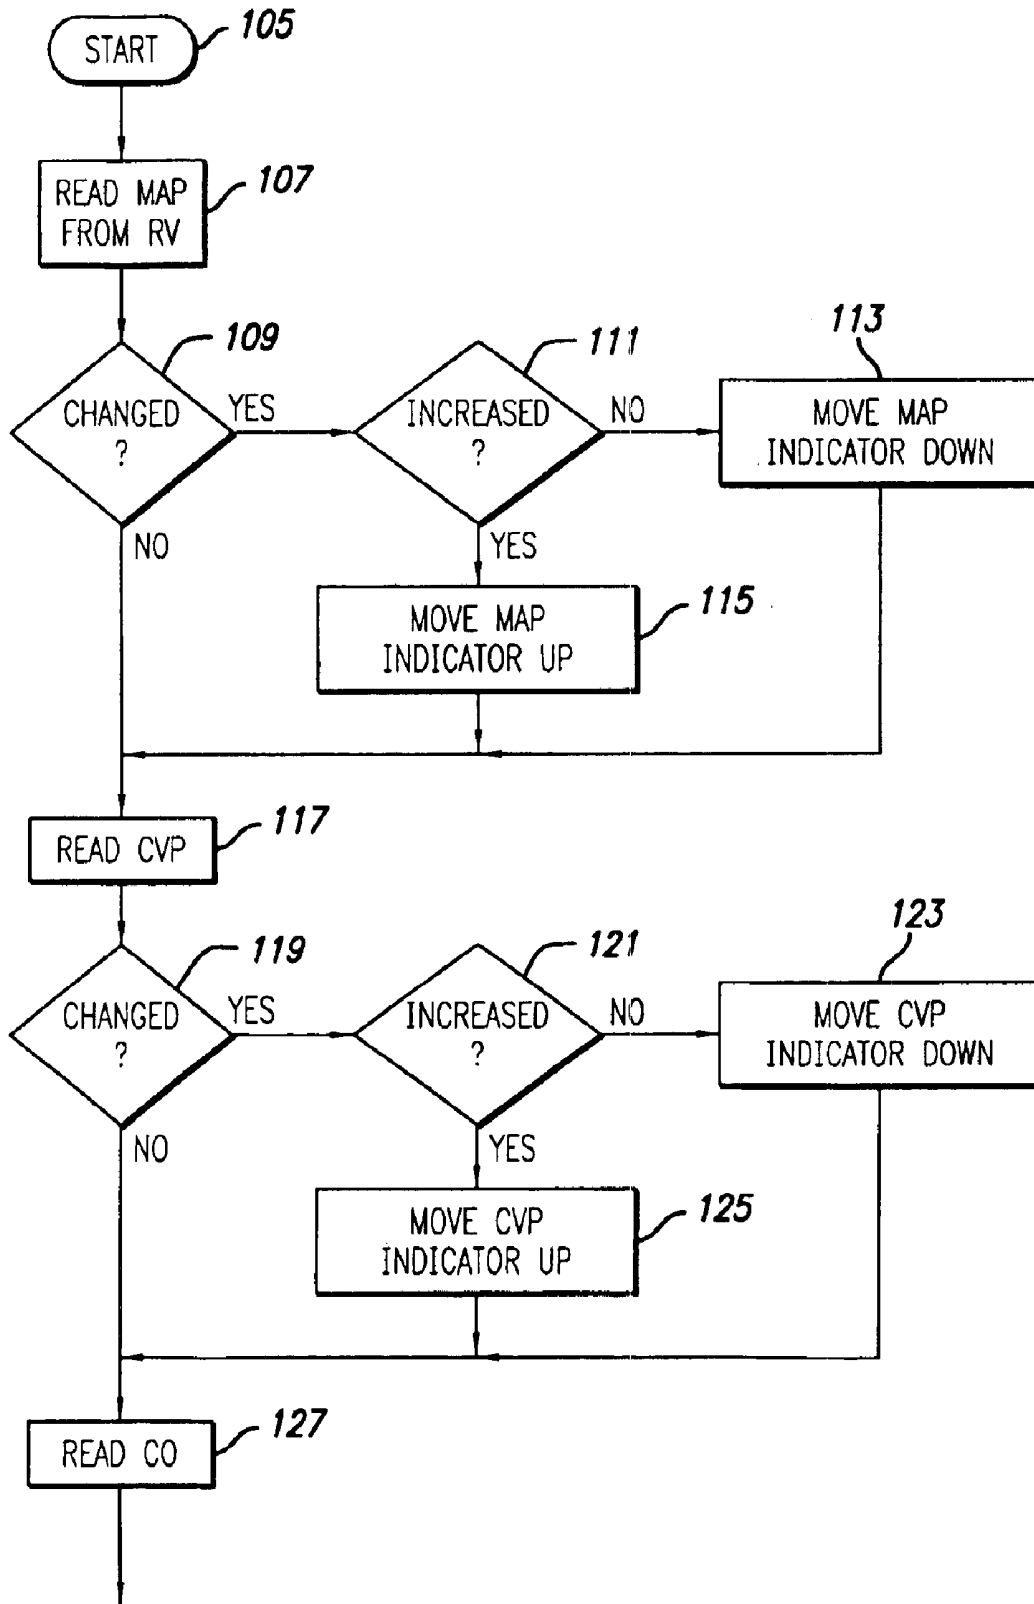 START
105
READ MAP
FROM RV
107
CHANGED
?
109
YES
NO
INCREASED
?
111
NO
YES
MOVE MAP
INDICATOR DOWN
113
MOVE MAP
INDICATOR UP
115
READ CVP
117
CHANGED
?
119
YES
NO
INCREASED
?
121
NO
YES
MOVE CVP
INDICATOR DOWN
123
MOVE CVP
INDICATOR UP
125
READ CO
127